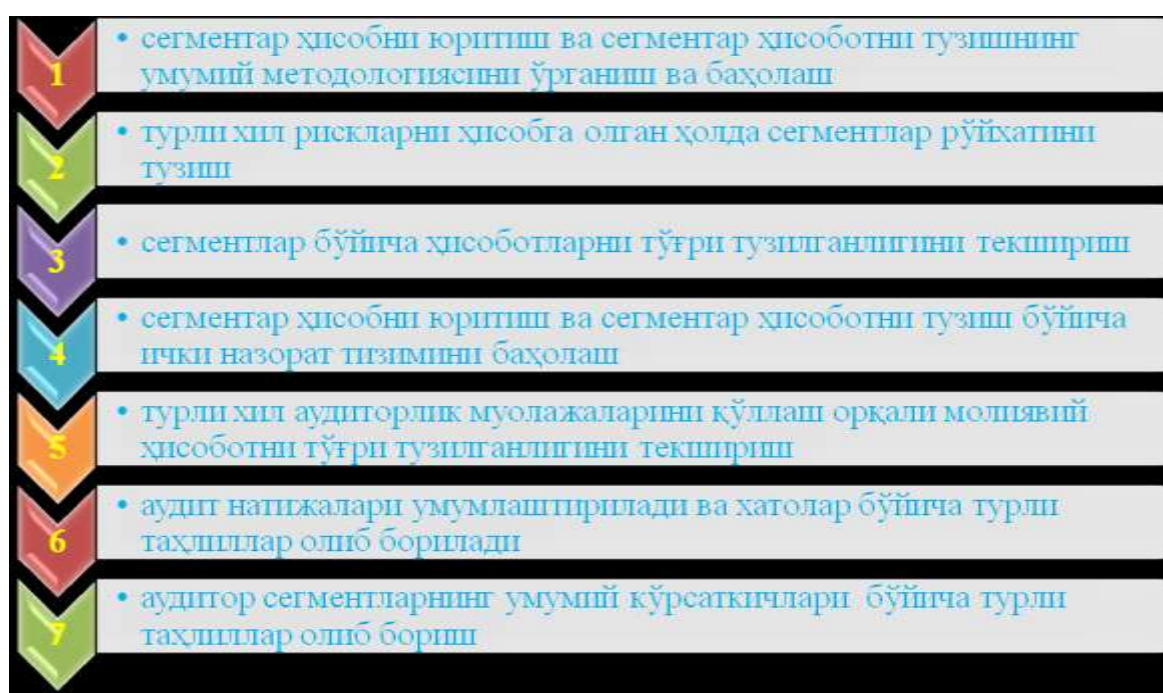 1
• сегментар ҳисобни юритиш ва сегментар ҳисоботни тузишнинг
умумий методологиясини ўрганиш ва баҳолаш
2
• турли хил рискларни ҳисобга олган ҳолда сегментлар рўйхатини
тузиш
3
• сегментлар бўйича ҳисоботларни тўғри тузилганлигини текшириш
4
• сегментар ҳисобни юритиш ва сегментар ҳисоботни тузиш бўйича
ички назорат тизимини баҳолаш
5
• турли хил аудиторлик муолажаларини қўллаш орқали молиявий
ҳисоботни тўғри тузилганлигини текшириш
6
• аудит натижалари умумлаштирилади ва хатолар бўйича турли
таҳлиллар олиб борилади
7
• аудитор сегментларнинг умумий кўрсаткичлари бўйича турли
таҳлиллар олиб бориш